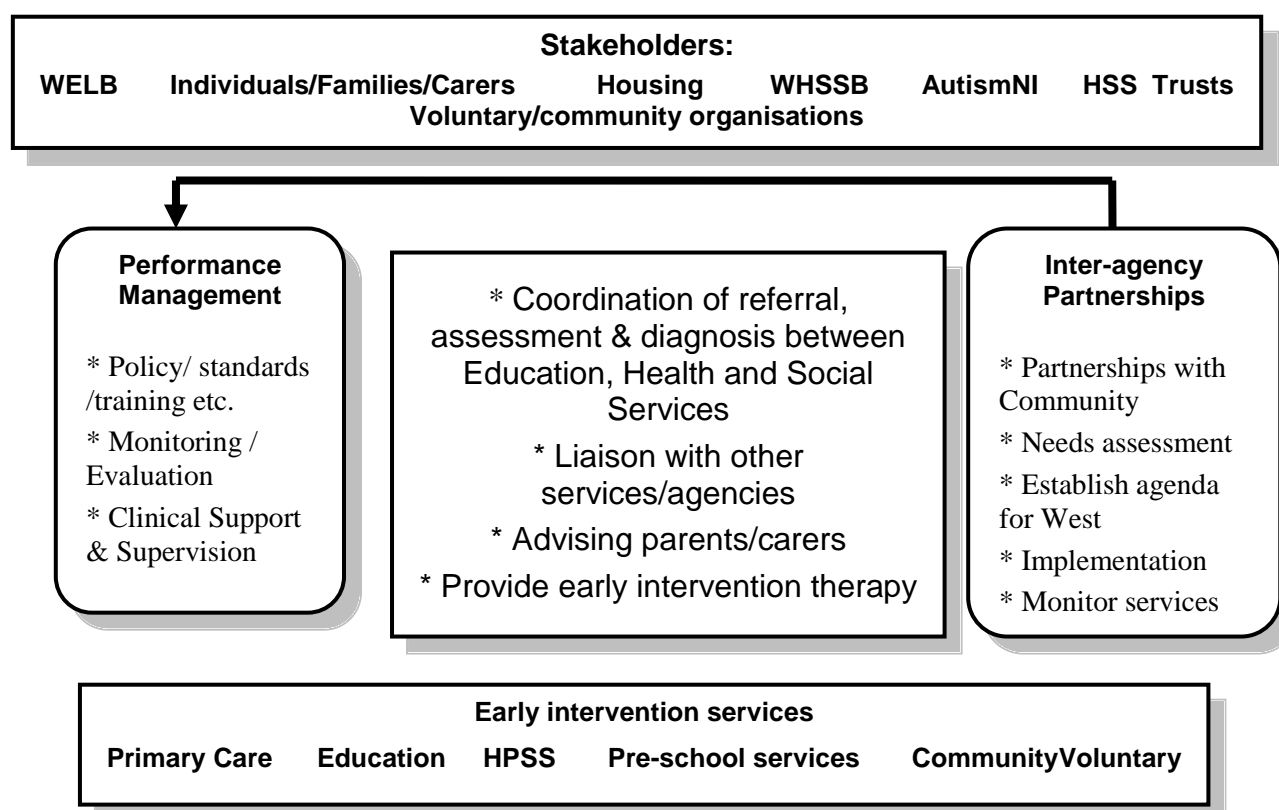 Stakeholders:
WELB Individuals/Families/Carers Housing WHSSB AutismNI HSS Trusts
Voluntary/community organisations
Performance
Management
* Policy/ standards
/training etc.
* Monitoring /
Evaluation
* Clinical Support
& Supervision
* Coordination of referral,
assessment & diagnosis between
Education, Health and Social
Services
* Liaison with other
services/agencies
* Advising parents/carers
* Provide early intervention therapy
Inter-agency
Partnerships
* Partnerships with
Community
* Needs assessment
* Establish agenda
for West
* Implementation
* Monitor services
Early intervention services
Primary Care Education HPSS Pre-school services CommunityVoluntary